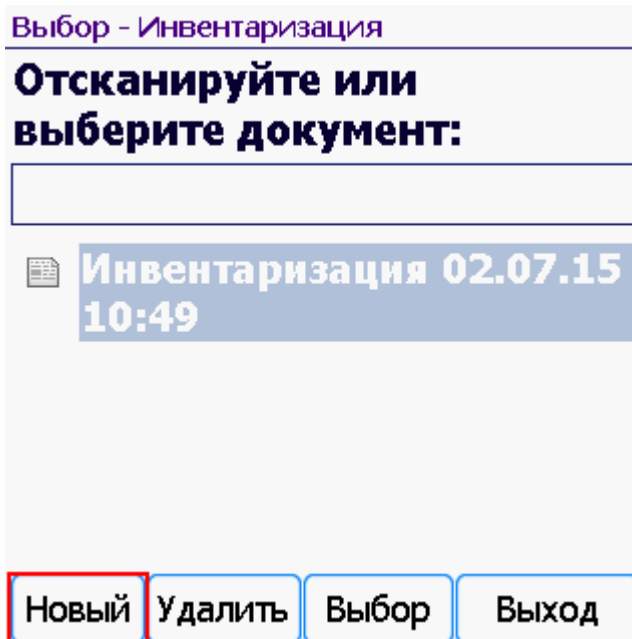 Выбор - Инвентаризация
Отсканируйте или
выберите документ:
Инвентаризация 02.07.15
10:49
Новый Удалить Выбор Выход